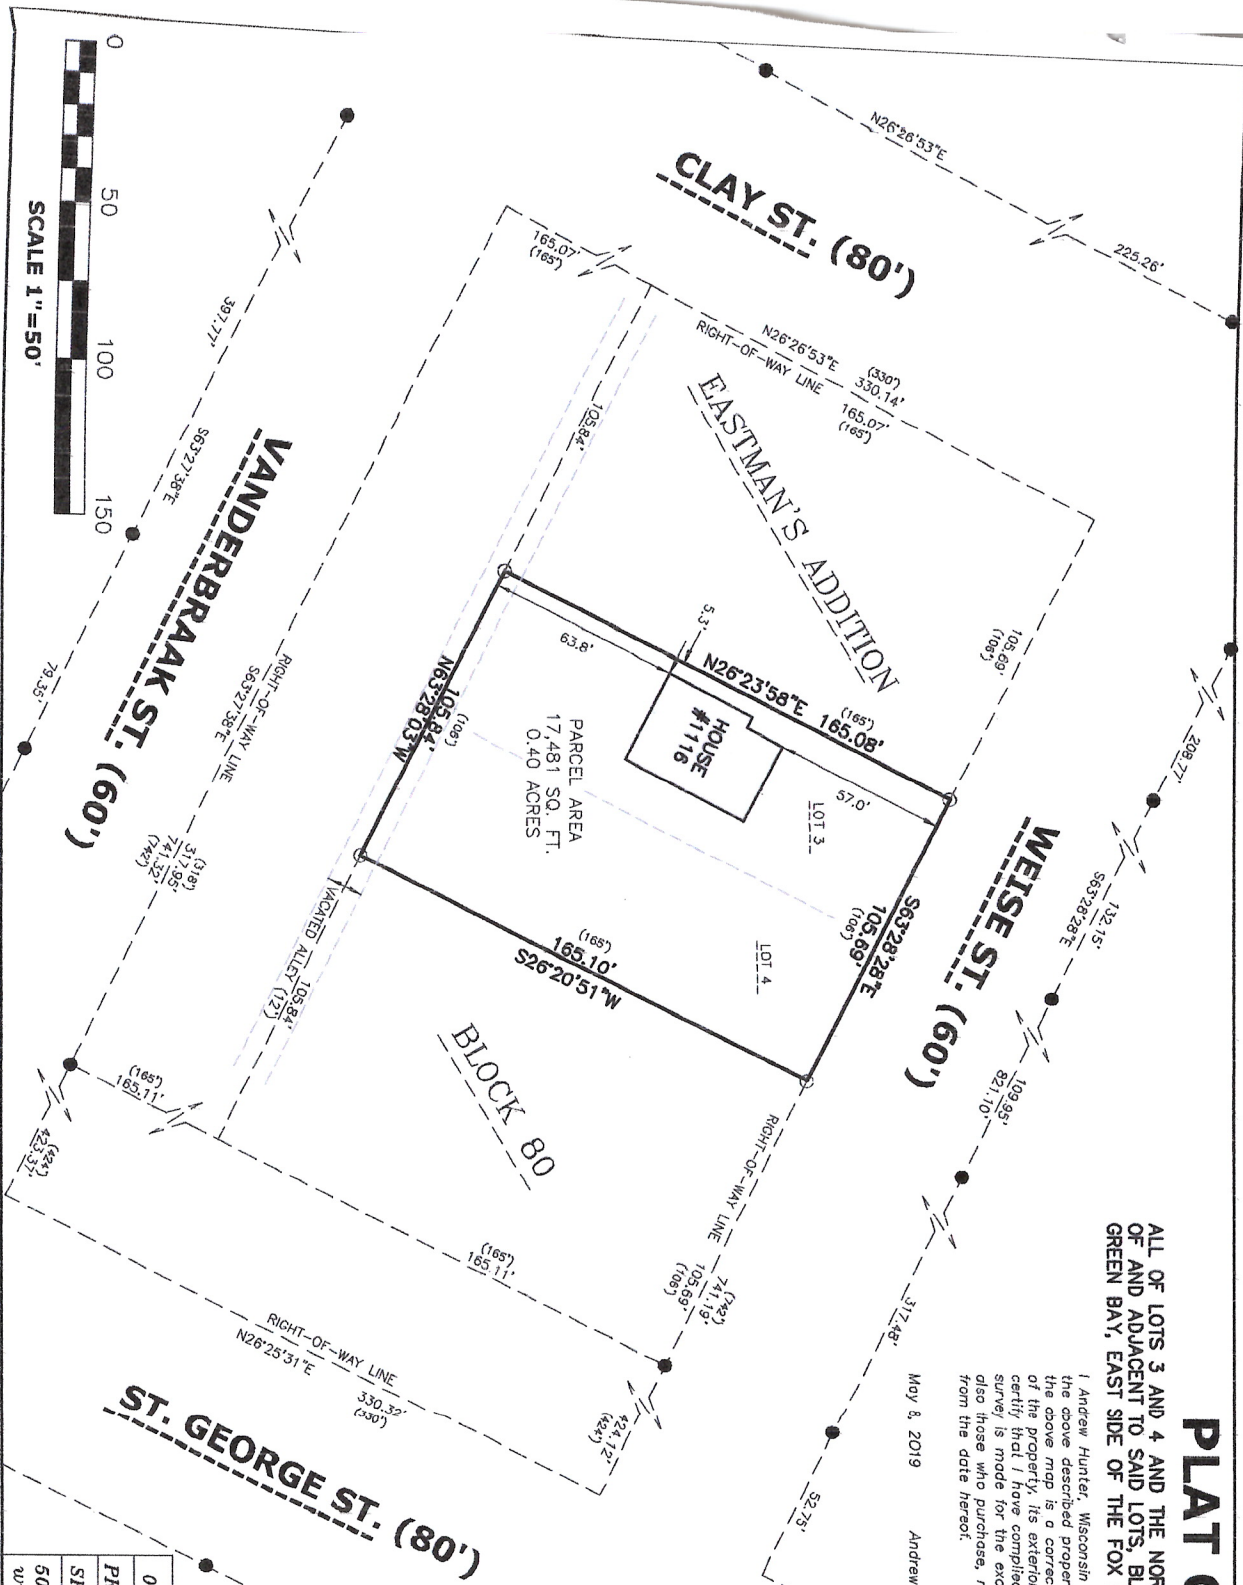 PLAT
ALL OF LOTS 3 AND 4 AND THE NOR
OF AND ADJACENT TO SAID LOTS, BL
GREEN BAY, EAST SIDE OF THE FOX
I Andrew Hunter, Wisconsin
the above described proper
the above map is a correc
of the property, its exterior
certify that I have complied
survey is made for the exc
also those who purchase,
from the date hereof.
May 8, 2019
Andrew
CLAY ST. (80')
N26°26'53"E
225.26'
165.07'
(165')
N26°26'53"E
RIGHT-OF-WAY LINE
(330')
330.14'
165.07'
(165')
EASTMAN'S ADDITION
105.84'
105.69'
(106')
WEISE ST. (60')
208.77'
132.15'
S63°28'28"E
109.95'
821.10'
317.48'
52.75'
5.3'
63.8'
N26°23'58"E
(165')
165.08'
HOUSE
#1116
57.0'
LOT 3
LOT 4
PARCEL AREA
17,481 SQ. FT.
0.40 ACRES
(106')
105.84'
N63°28'03"W
S63°28'28"E
105.69'
(106')
(165')
165.10'
S26°20'51"W
VACATED ALLEY (12')
105.84'
BLOCK 80
RIGHT-OF-WAY LINE
(742')
741.19'
105.69'
(106')
(165')
165.11'
(165')
165.11'
424.12'
(424')
(424')
423.37'
RIGHT-OF-WAY LINE
N26°25'31"E
330.32'
(330')
ST. GEORGE ST. (80')
VANDERBRAAK ST. (60')
397.77'
S63°27'38"E
79.35'
RIGHT-OF-WAY LINE
S63°27'38"E
(318')
317.95'
741.32'
(742')
0
50
100
150
SCALE 1"=50'